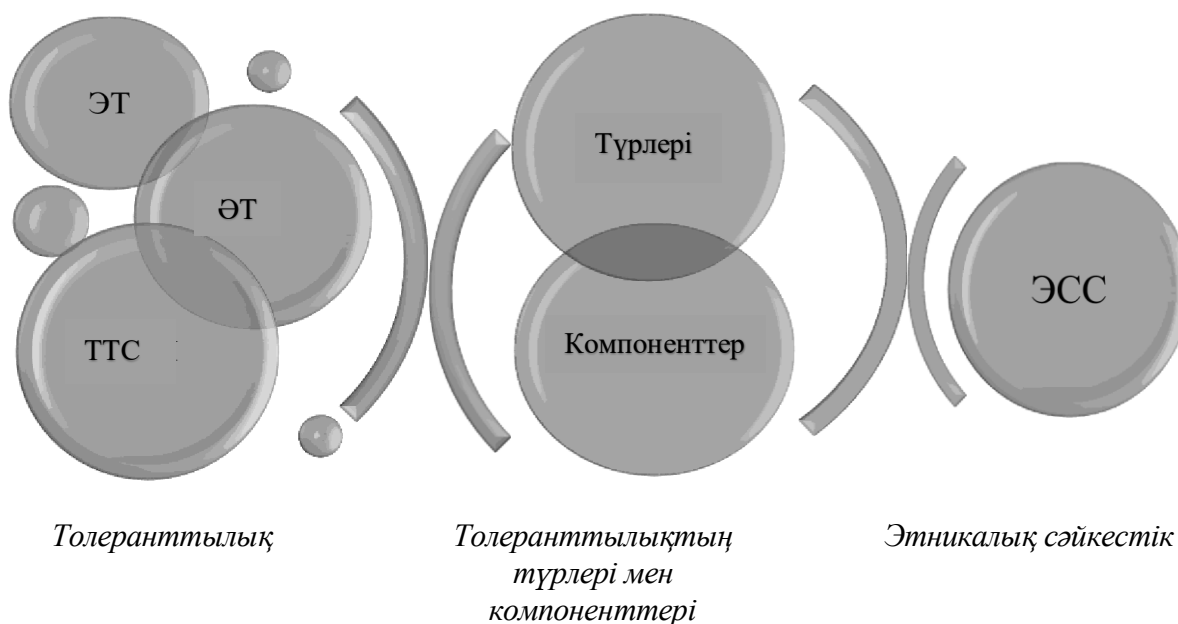 ЭТ
ӘТ
ТТС
Түрлері
Компоненттер
ЭСС
Толеранттылық
Толеранттылықтың
түрлері мен
компоненттері
Этникалық сәйкестік